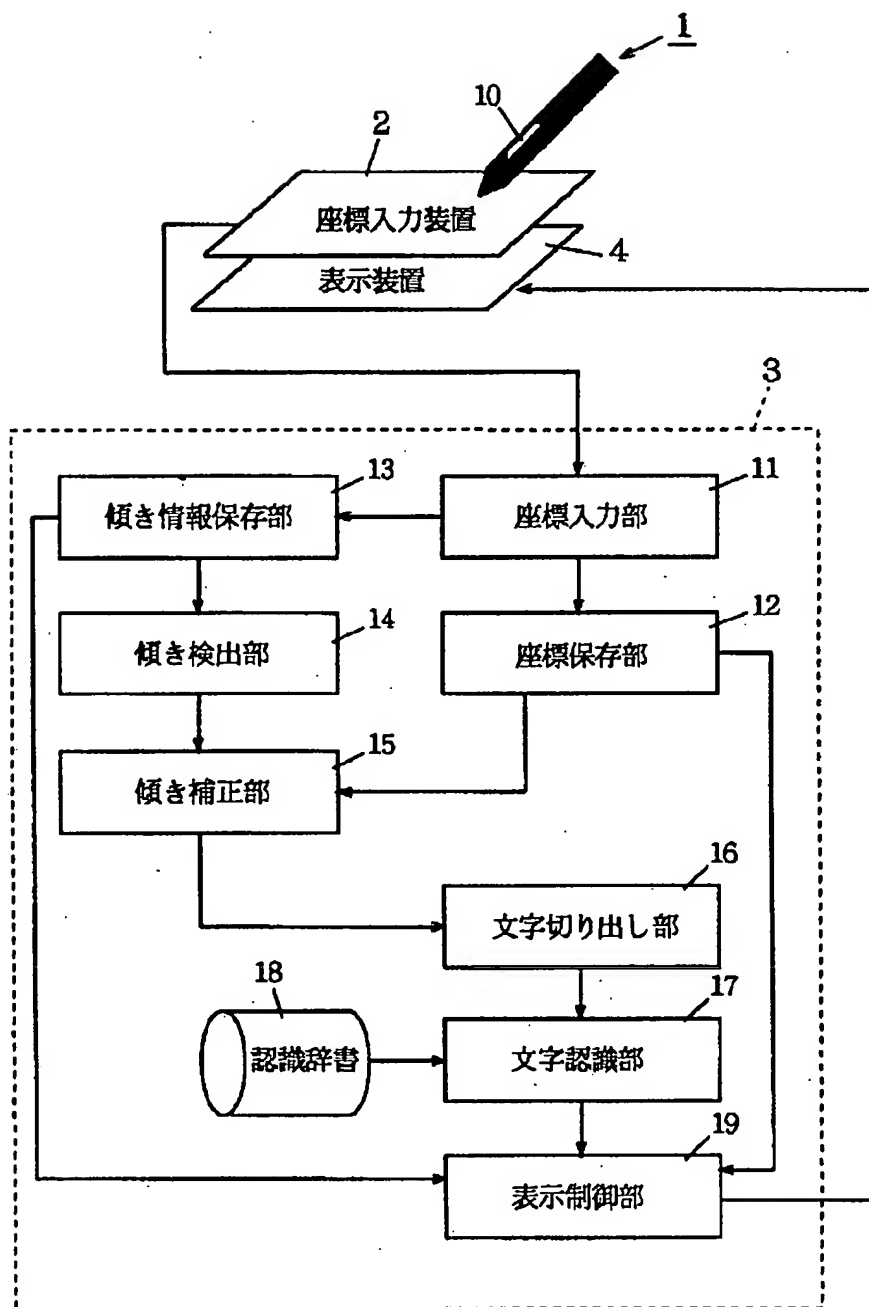 1
10
2
座標入力装置
4
表示装置
3
13
傾き情報保存部
11
座標入力部
14
傾き検出部
12
座標保存部
15
傾き補正部
16
文字切り出し部
18
認識辞書
17
文字認識部
19
表示制御部